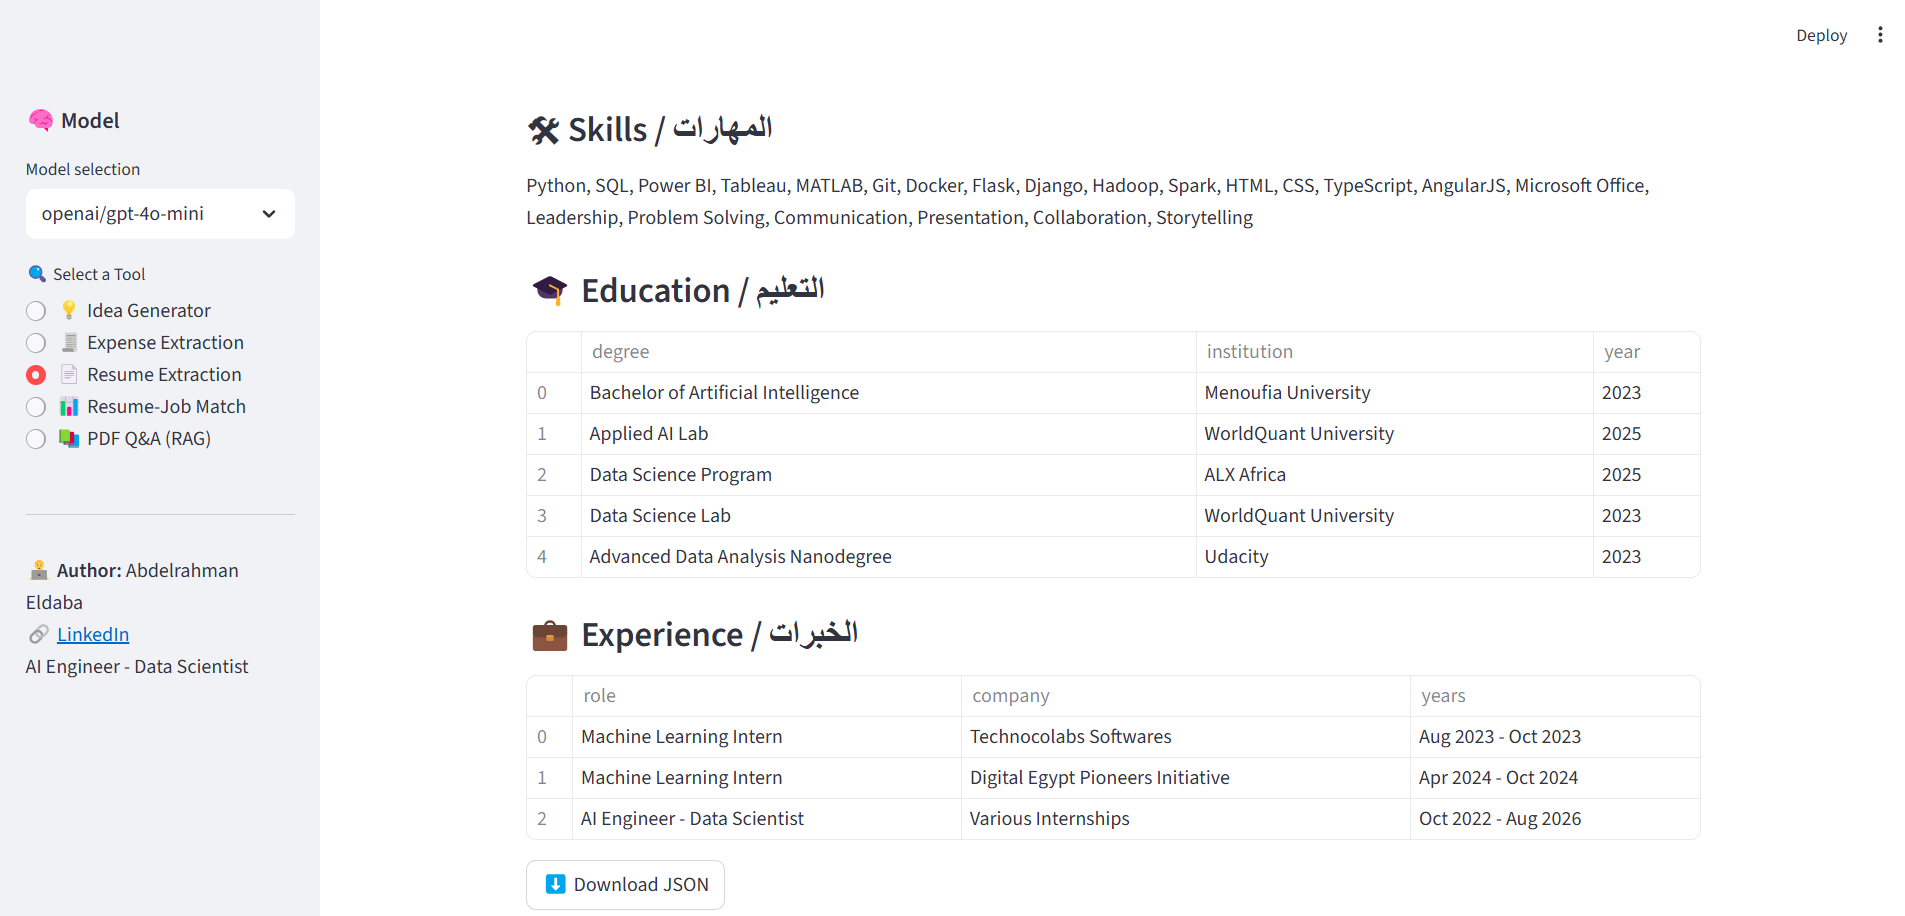 Deploy
Model
Model selection
openai/gpt-4o-mini
Select a Tool
Idea Generator
Expense Extraction
Resume Extraction
Resume-Job Match
PDF Q&A (RAG)
Author: Abdelrahman
Eldaba
LinkedIn
AI Engineer - Data Scientist
Skills / المهارات
Python, SQL, Power BI, Tableau, MATLAB, Git, Docker, Flask, Django, Hadoop, Spark, HTML, CSS, TypeScript, AngularJS, Microsoft Office,
Leadership, Problem Solving, Communication, Presentation, Collaboration, Storytelling
Education / التعليم
degree institution year
0 Bachelor of Artificial Intelligence Menoufia University 2023
1 Applied AI Lab WorldQuant University 2025
2 Data Science Program ALX Africa 2025
3 Data Science Lab WorldQuant University 2023
4 Advanced Data Analysis Nanodegree Udacity 2023
Experience / الخبرات
role company years
0 Machine Learning Intern Technocolabs Softwares Aug 2023 - Oct 2023
1 Machine Learning Intern Digital Egypt Pioneers Initiative Apr 2024 - Oct 2024
2 AI Engineer - Data Scientist Various Internships Oct 2022 - Aug 2026
Download JSON